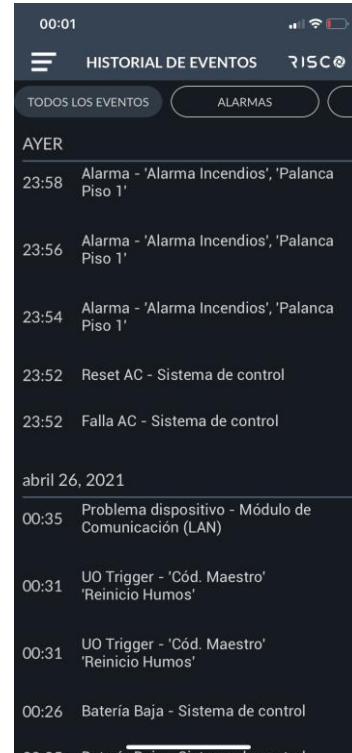 00:01
HISTORIAL DE EVENTOS RISCO
TODOS LOS EVENTOS ALARMAS
AYER
23:58 Alarma - 'Alarma Incendios', 'Palanca
Piso 1'
23:56 Alarma - 'Alarma Incendios', 'Palanca
Piso 1'
23:54 Alarma - 'Alarma Incendios', 'Palanca
Piso 1'
23:52 Reset AC - Sistema de control
23:52 Falla AC - Sistema de control
abril 26, 2021
00:35 Problema dispositivo - Módulo de
Comunicación (LAN)
00:31 UO Trigger - 'Cód. Maestro'
'Reinicio Humos'
00:31 UO Trigger - 'Cód. Maestro'
'Reinicio Humos'
00:26 Batería Baja - Sistema de control